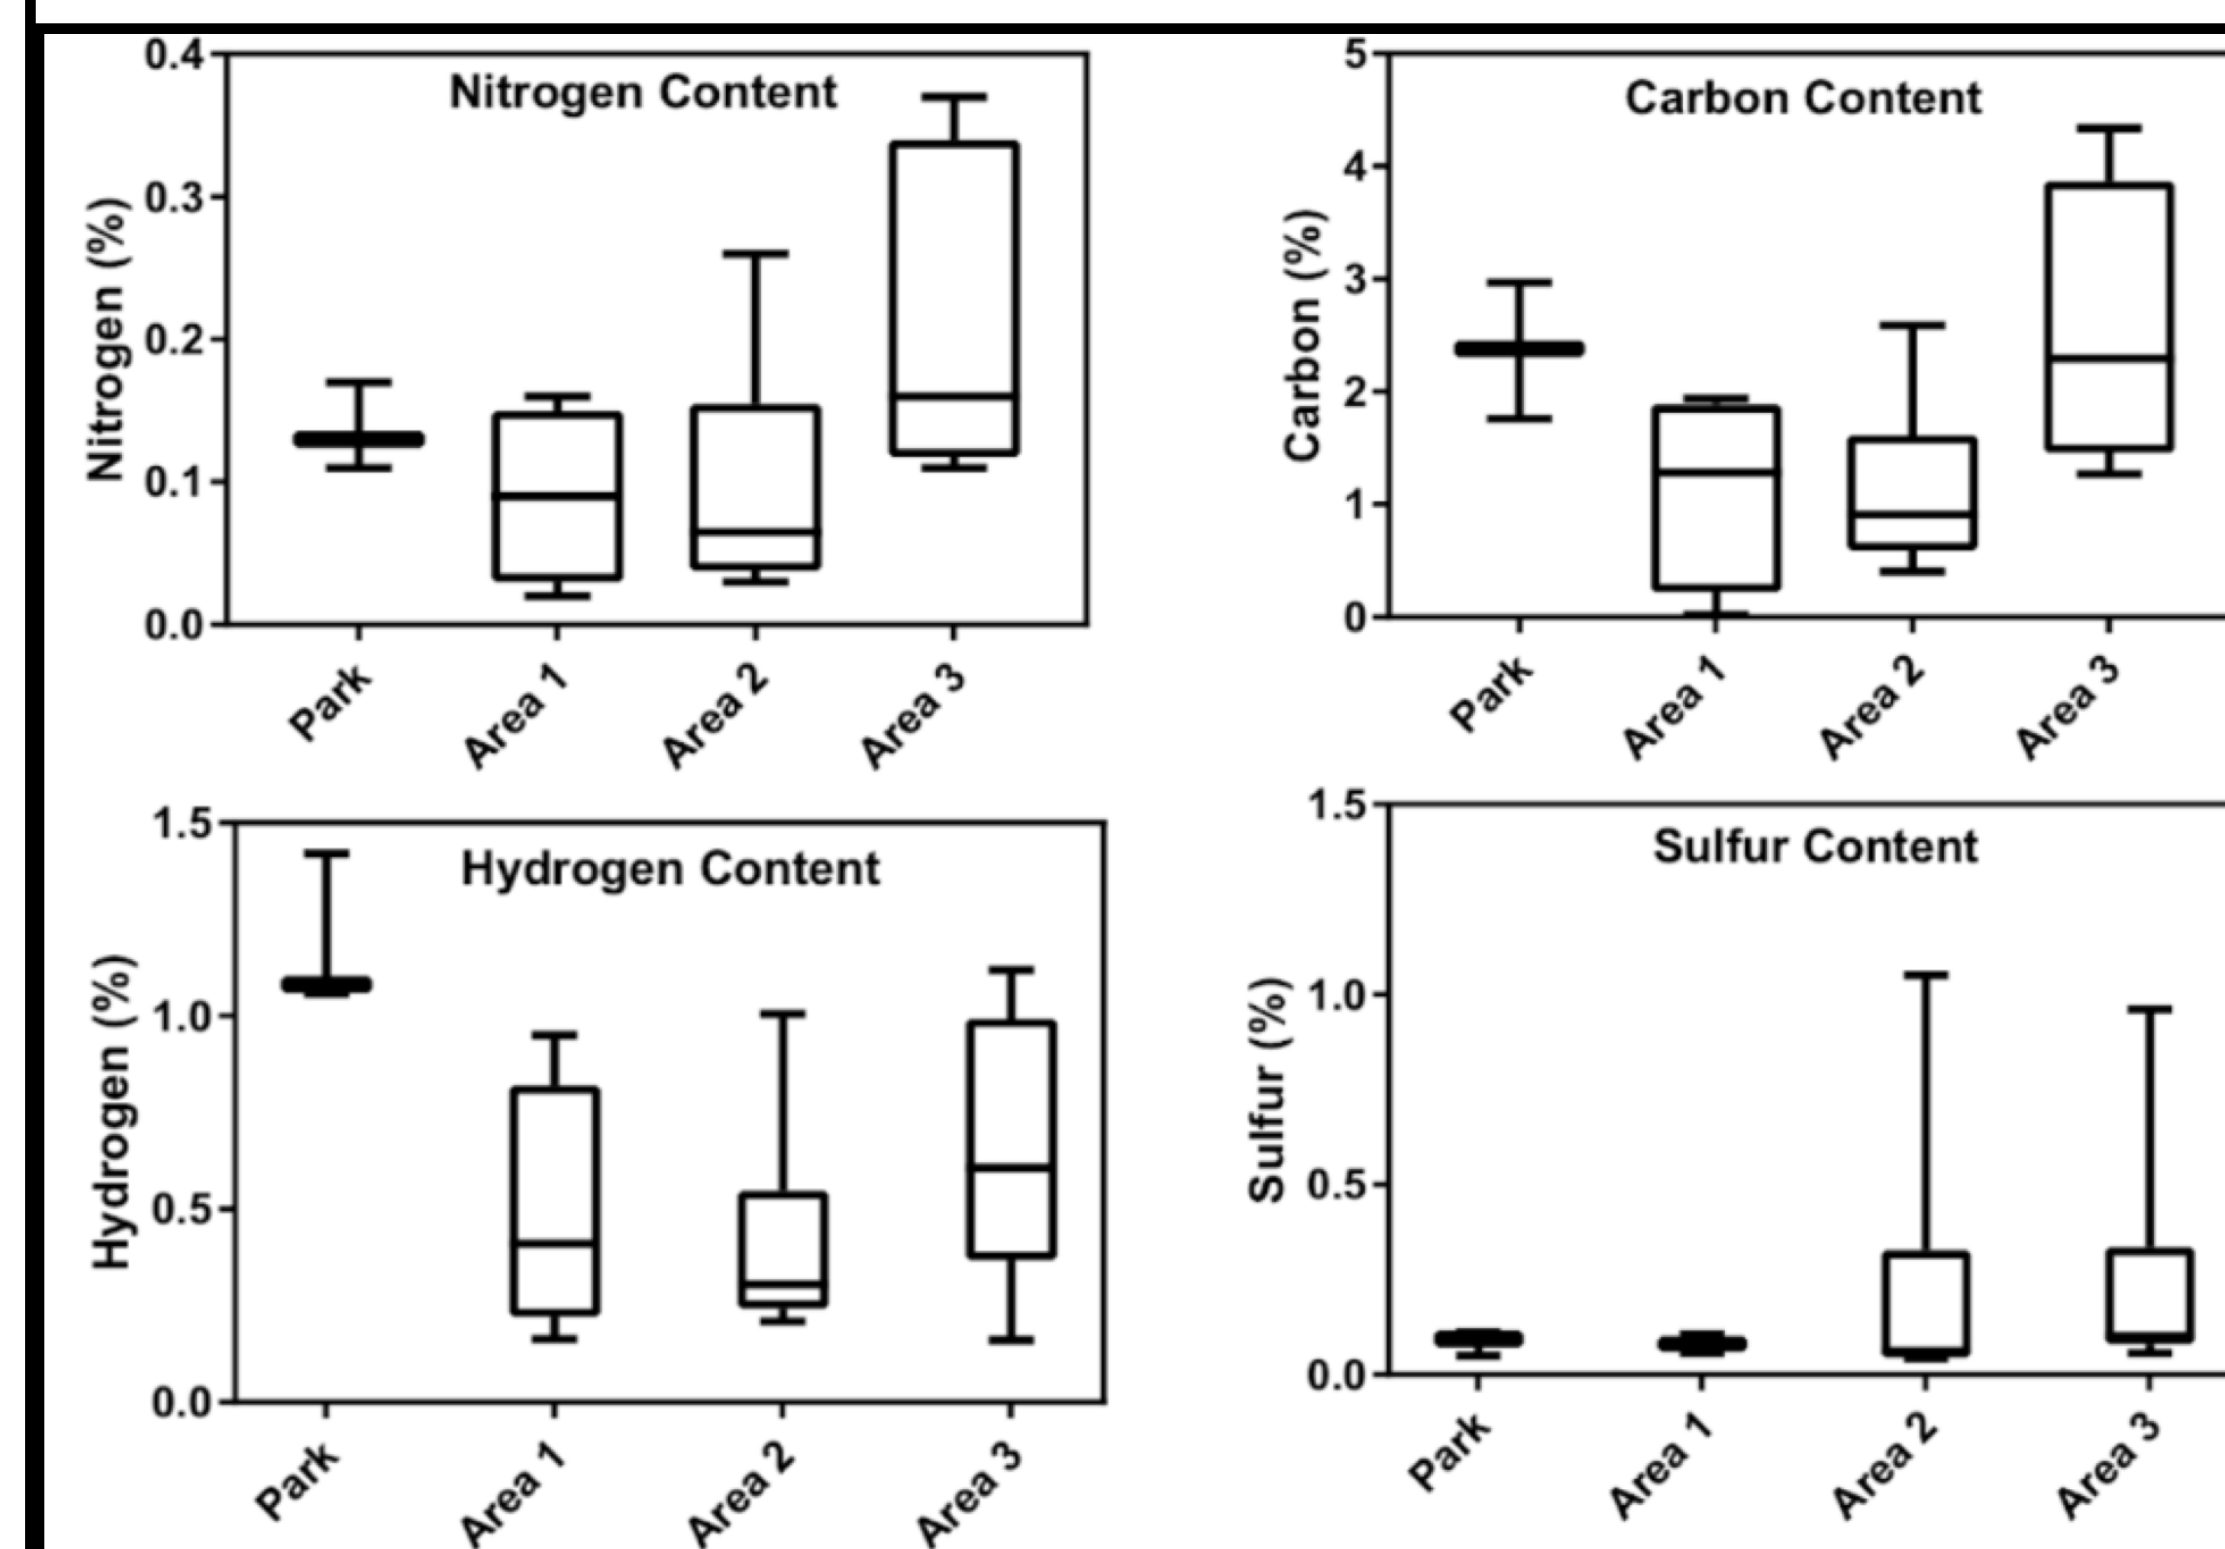 Nitrogen Content
Nitrogen (%)
0.4
0.3
0.2
0.1
0.0
Park
Area 1
Area 2
Area 3
Carbon Content
Carbon (%)
5
4
3
2
1
0
Park
Area 1
Area 2
Area 3
Hydrogen Content
Hydrogen (%)
1.5
1.0
0.5
0.0
Park
Area 1
Area 2
Area 3
Sulfur Content
Sulfur (%)
1.5
1.0
0.5
0.0
Park
Area 1
Area 2
Area 3